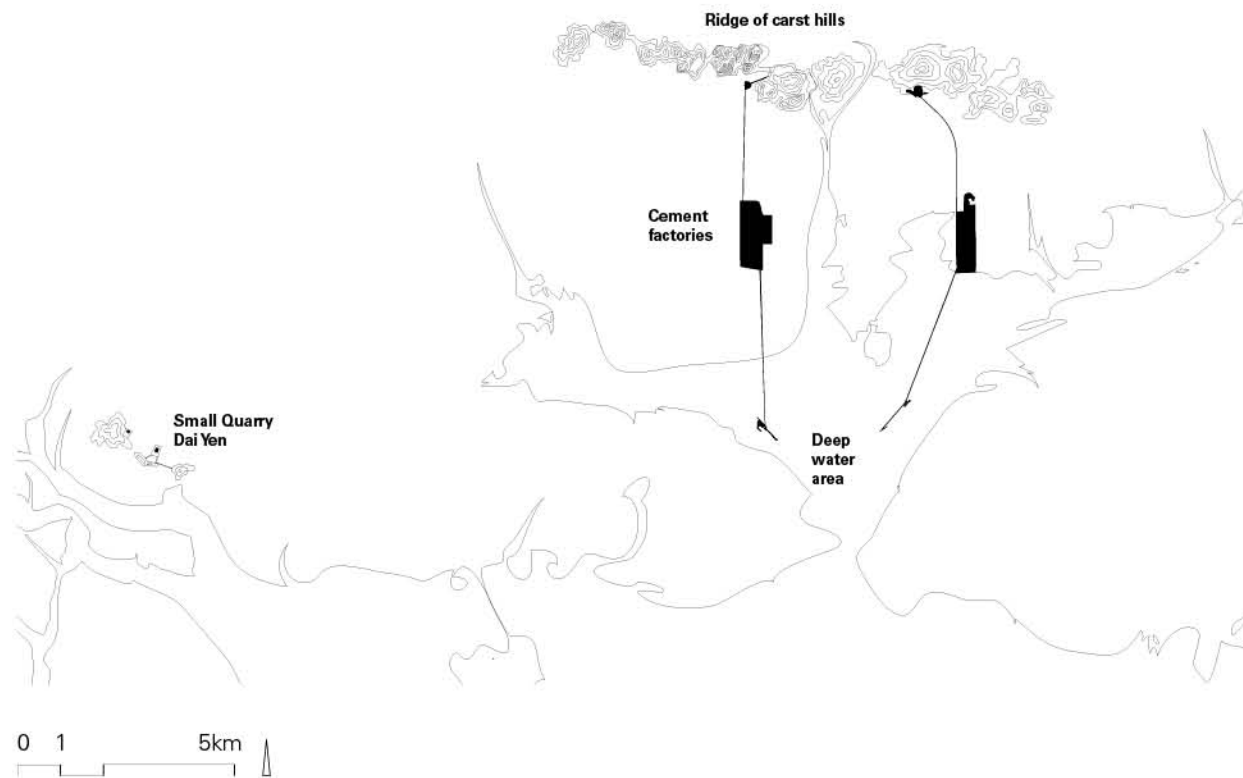 Ridge of carst hills
Cement
factories
Small Quarry
Dai Yen
Deep
water
area
0 1 5km